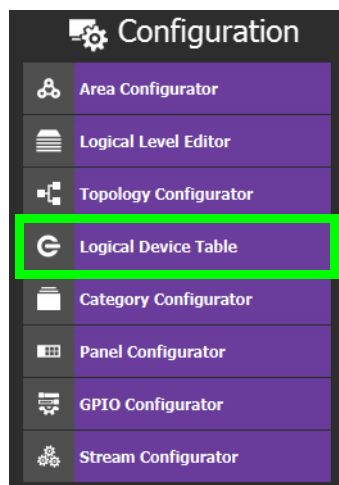 Configuration
Area Configurator
Logical Level Editor
Topology Configurator
Logical Device Table
Category Configurator
Panel Configurator
GPIO Configurator
Stream Configurator